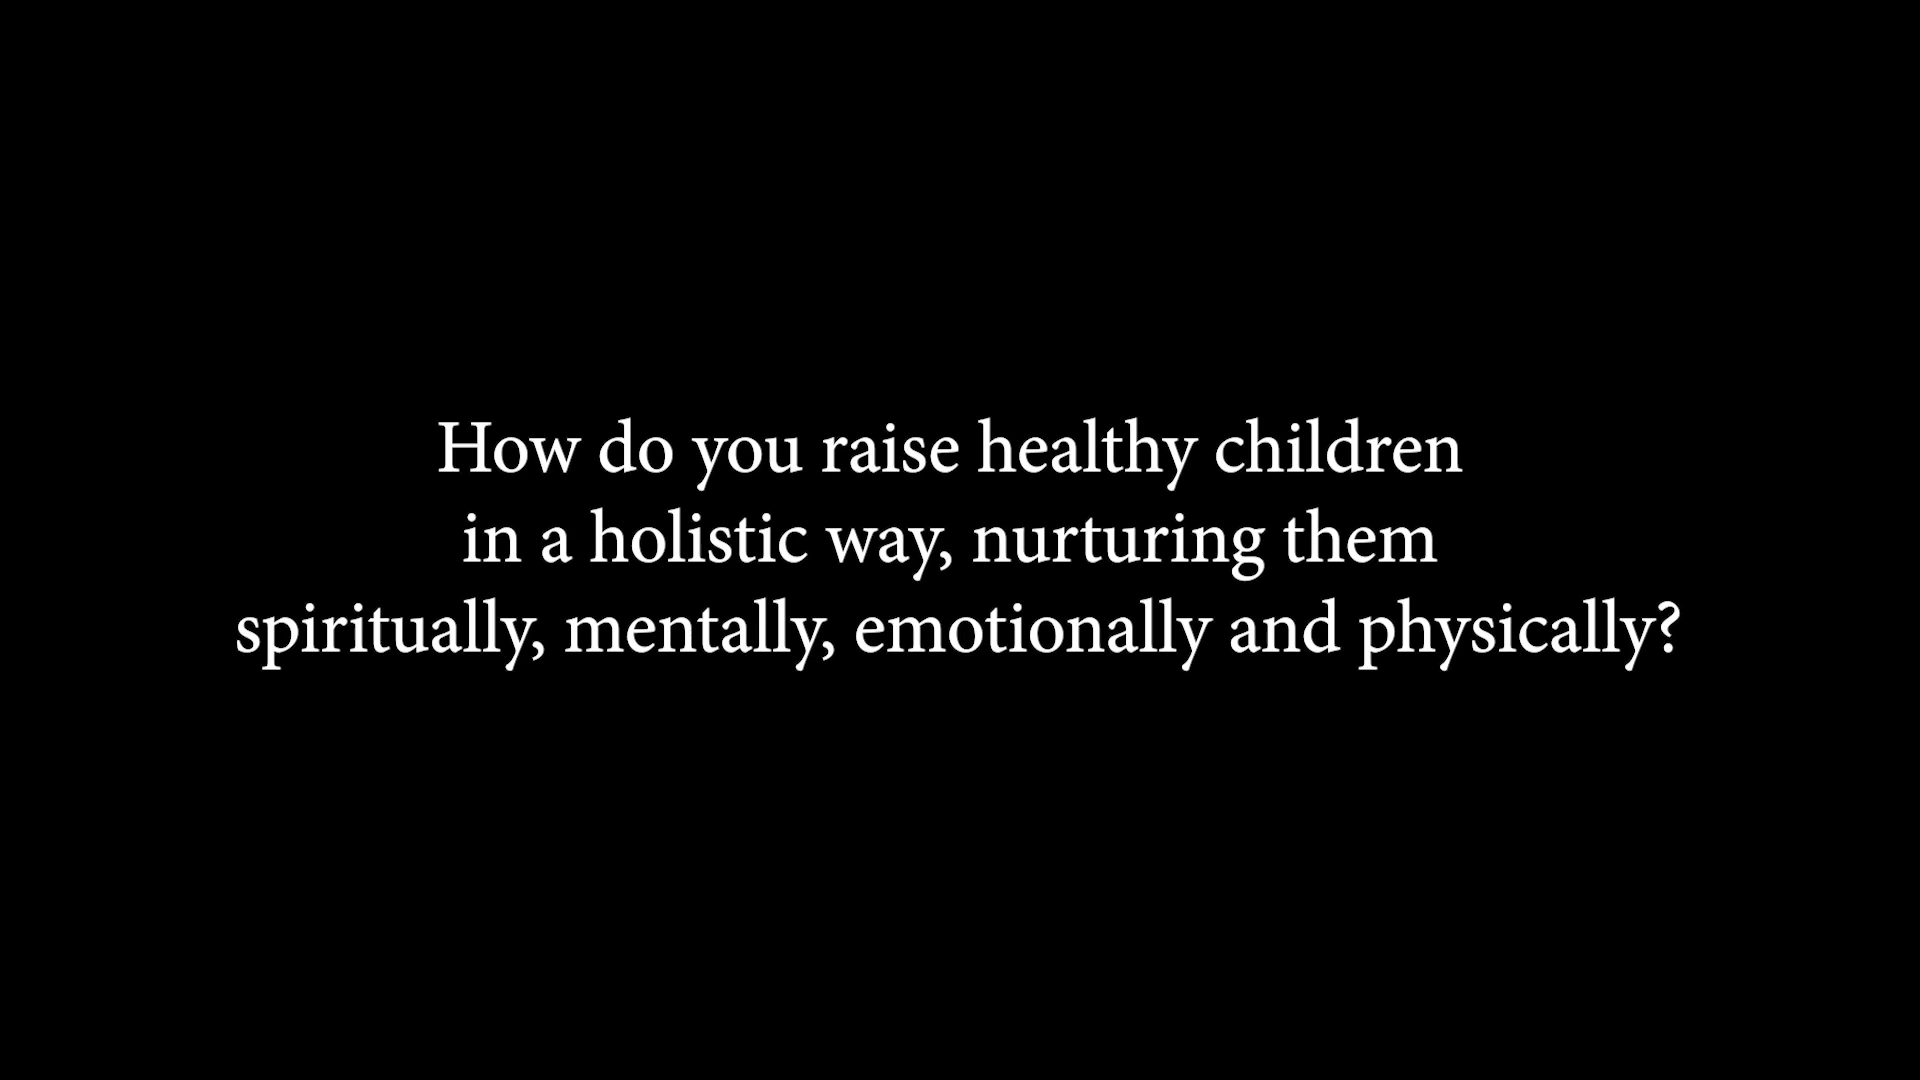 How do you raise healthy children
in a holistic way, nurturing them
spiritually, mentally, emotionally and physically?